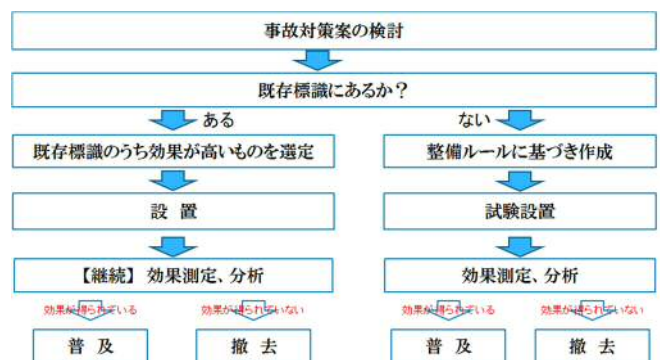 事故対策案の検討
既存標識にあるか？
ある
ない
既存標識のうち効果が高いものを選定
整備ルールに基づき作成
設 置
試験設置
【継続】 効果測定、分析
効果測定、分析
効果が得られている
効果が得られていない
効果が得られている
効果が得られていない
普 及
撤 去
普 及
撤 去